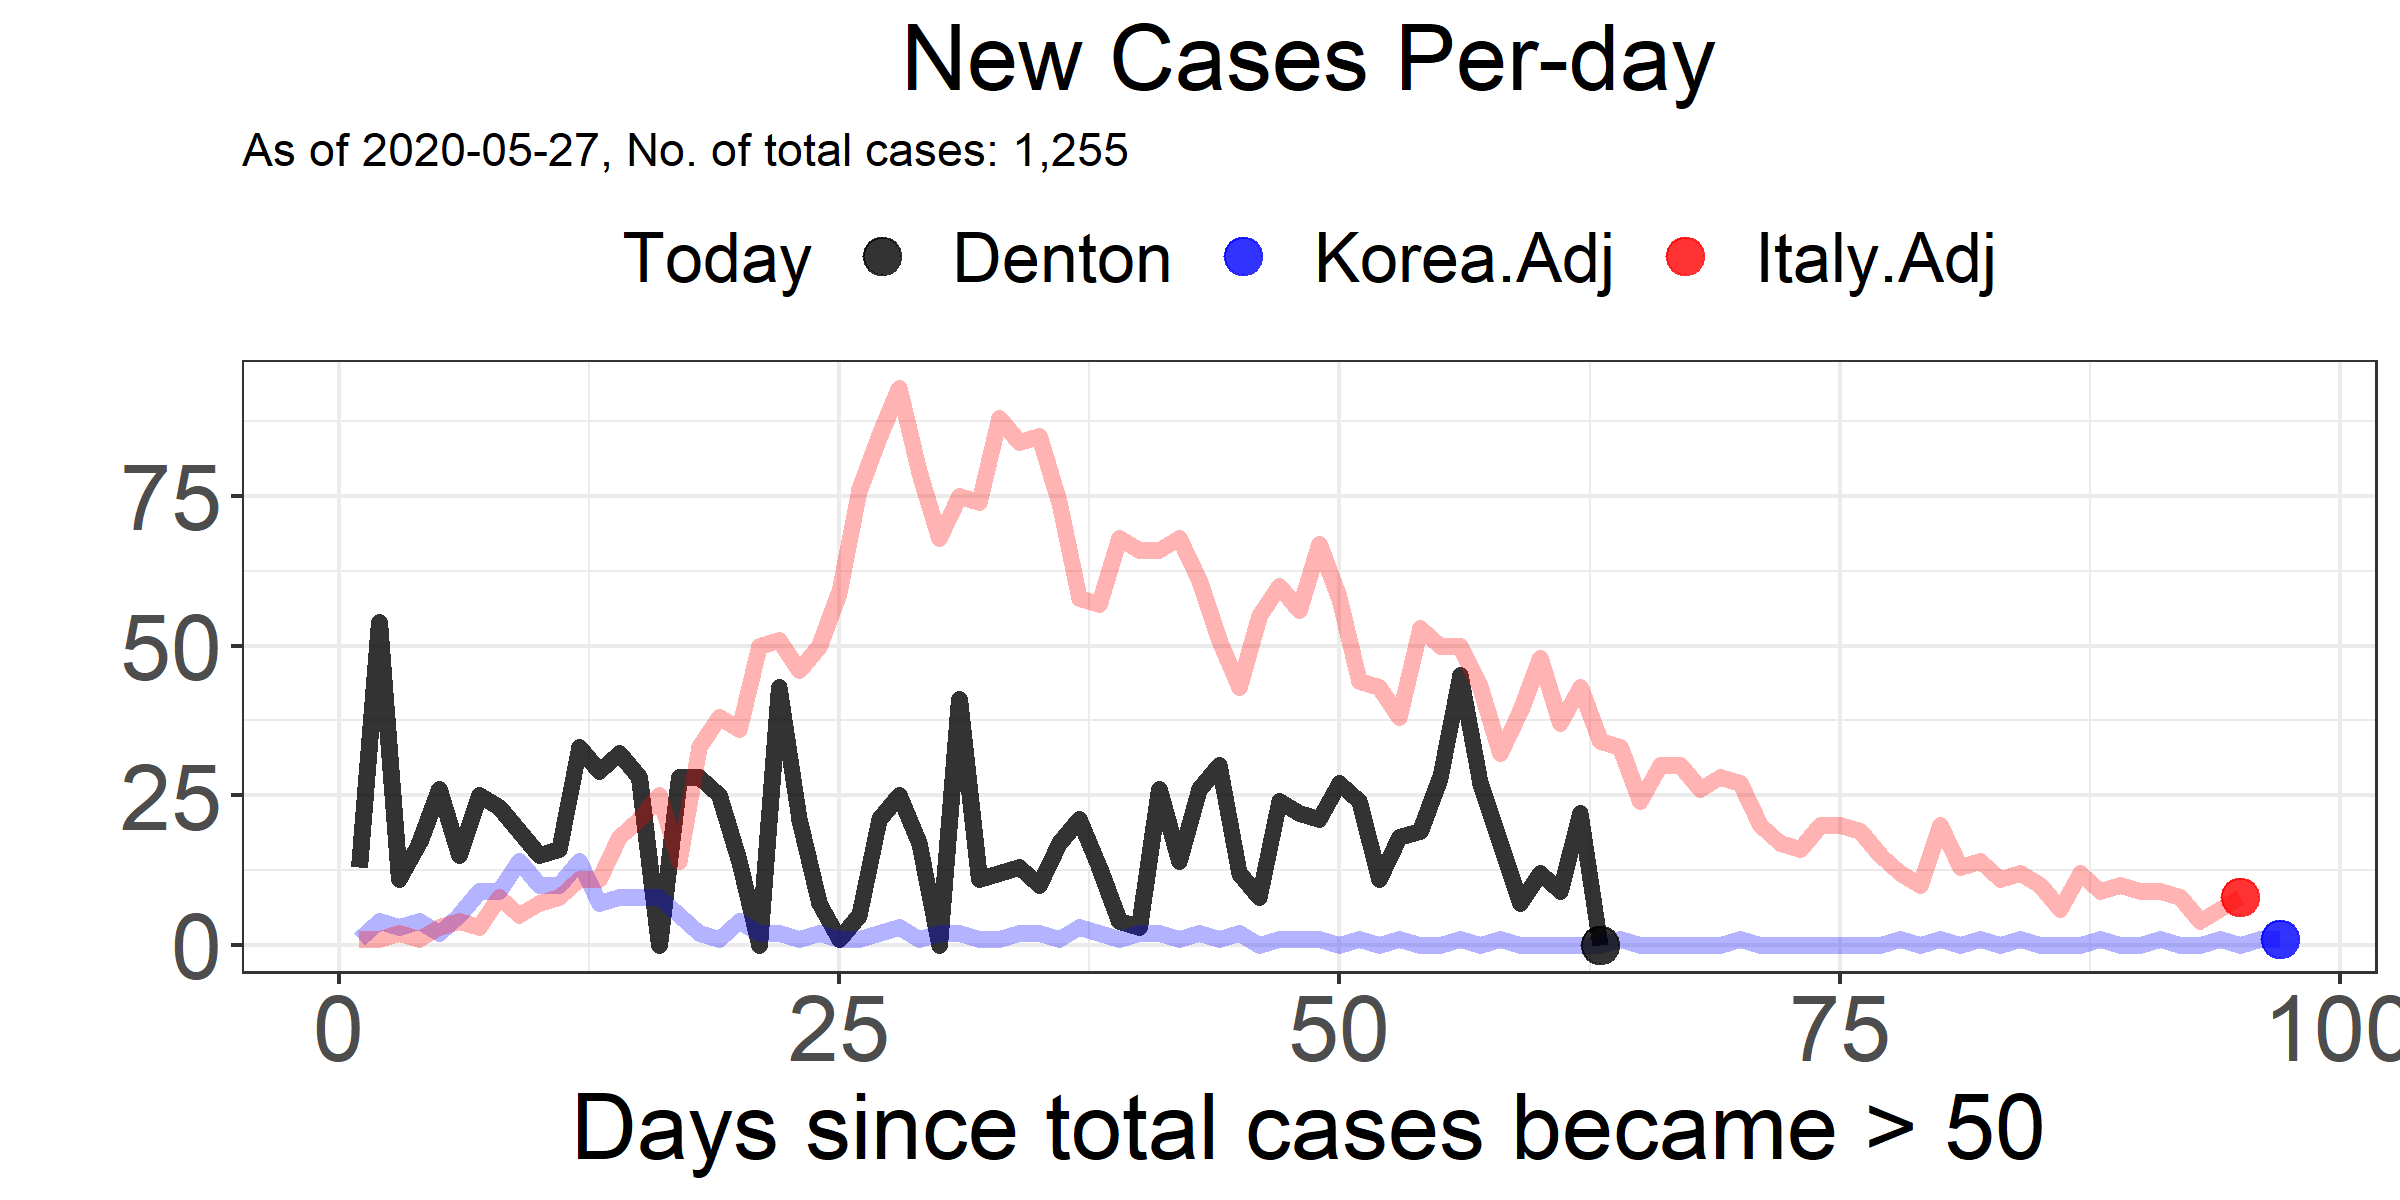 New Cases Per-day
As of 2020-05-27, No. of total cases: 1,255
Today Denton Korea.Adj Italy.Adj
75
50
25
0
0 25 50 75 100
Days since total cases became > 50